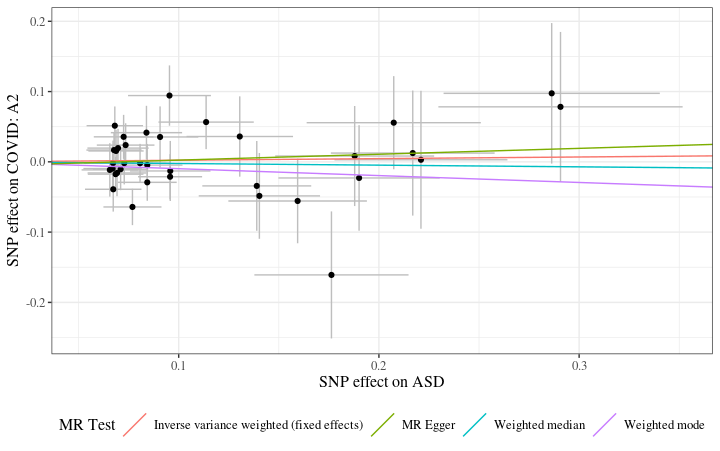 0.2
0.1
0.0
-0.1
-0.2
SNP effect on COVID: A2
0.1 0.2 0.3
SNP effect on ASD
MR Test Inverse variance weighted (fixed effects) MR Egger Weighted median Weighted mode